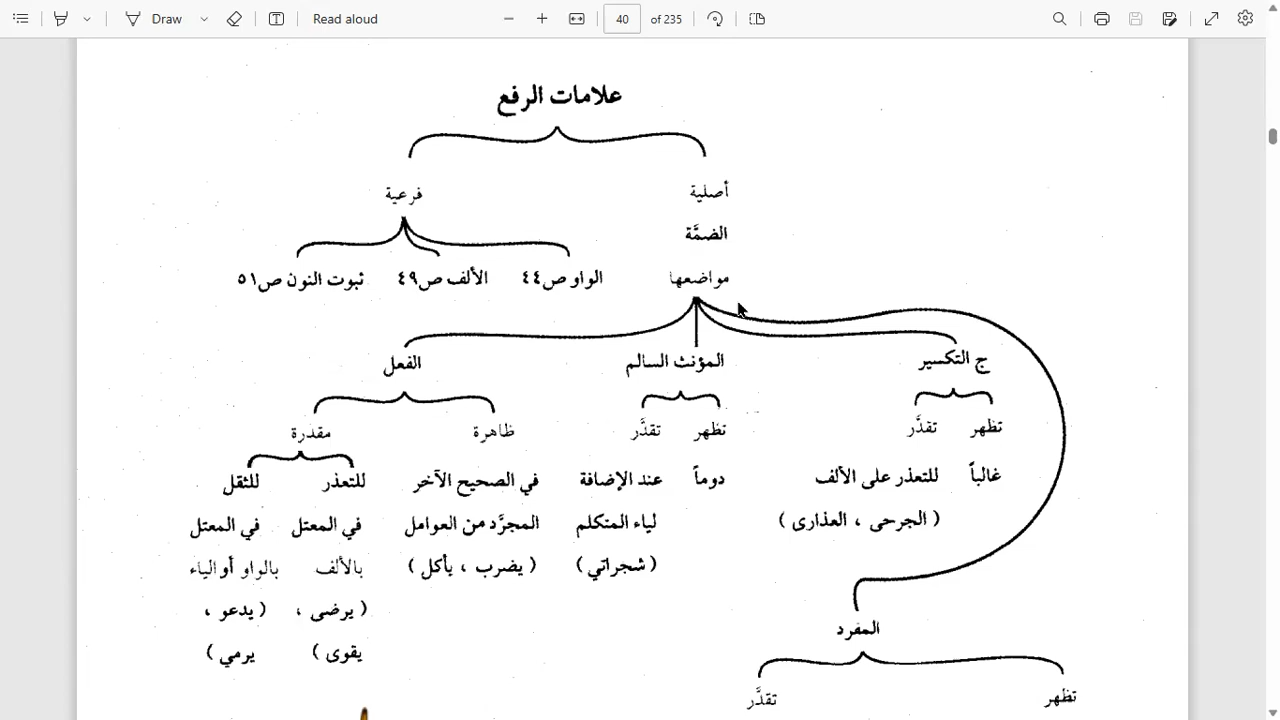 Draw
Read aloud
40
of 235
علامات الرفع
أصلية
فرعية
الضمَّة
مواضعها
الواو ص٤٤
الألف ص٤٩
ثبوت النون ص٥١
ج التكسير
المؤنث السالم
الفعل
تظهر
تقدَّر
تظهر
تقدَّر
ظاهرة
مقدرة
غالباً
للتعذر على الألف
( الجرحى ، العذارى )
دوماً
عند الإضافة
لياء المتكلم
( شجراتي )
في الصحيح الآخر
المجرَّد من العوامل
( يضرب ، يأكل )
للتعذر
في المعتل
بالألف
( يرضى ،
يقوى )
للثقل
في المعتل
بالواو أو الياء
( يدعو ،
يرمي )
المفرد
تظهر
تقدَّر